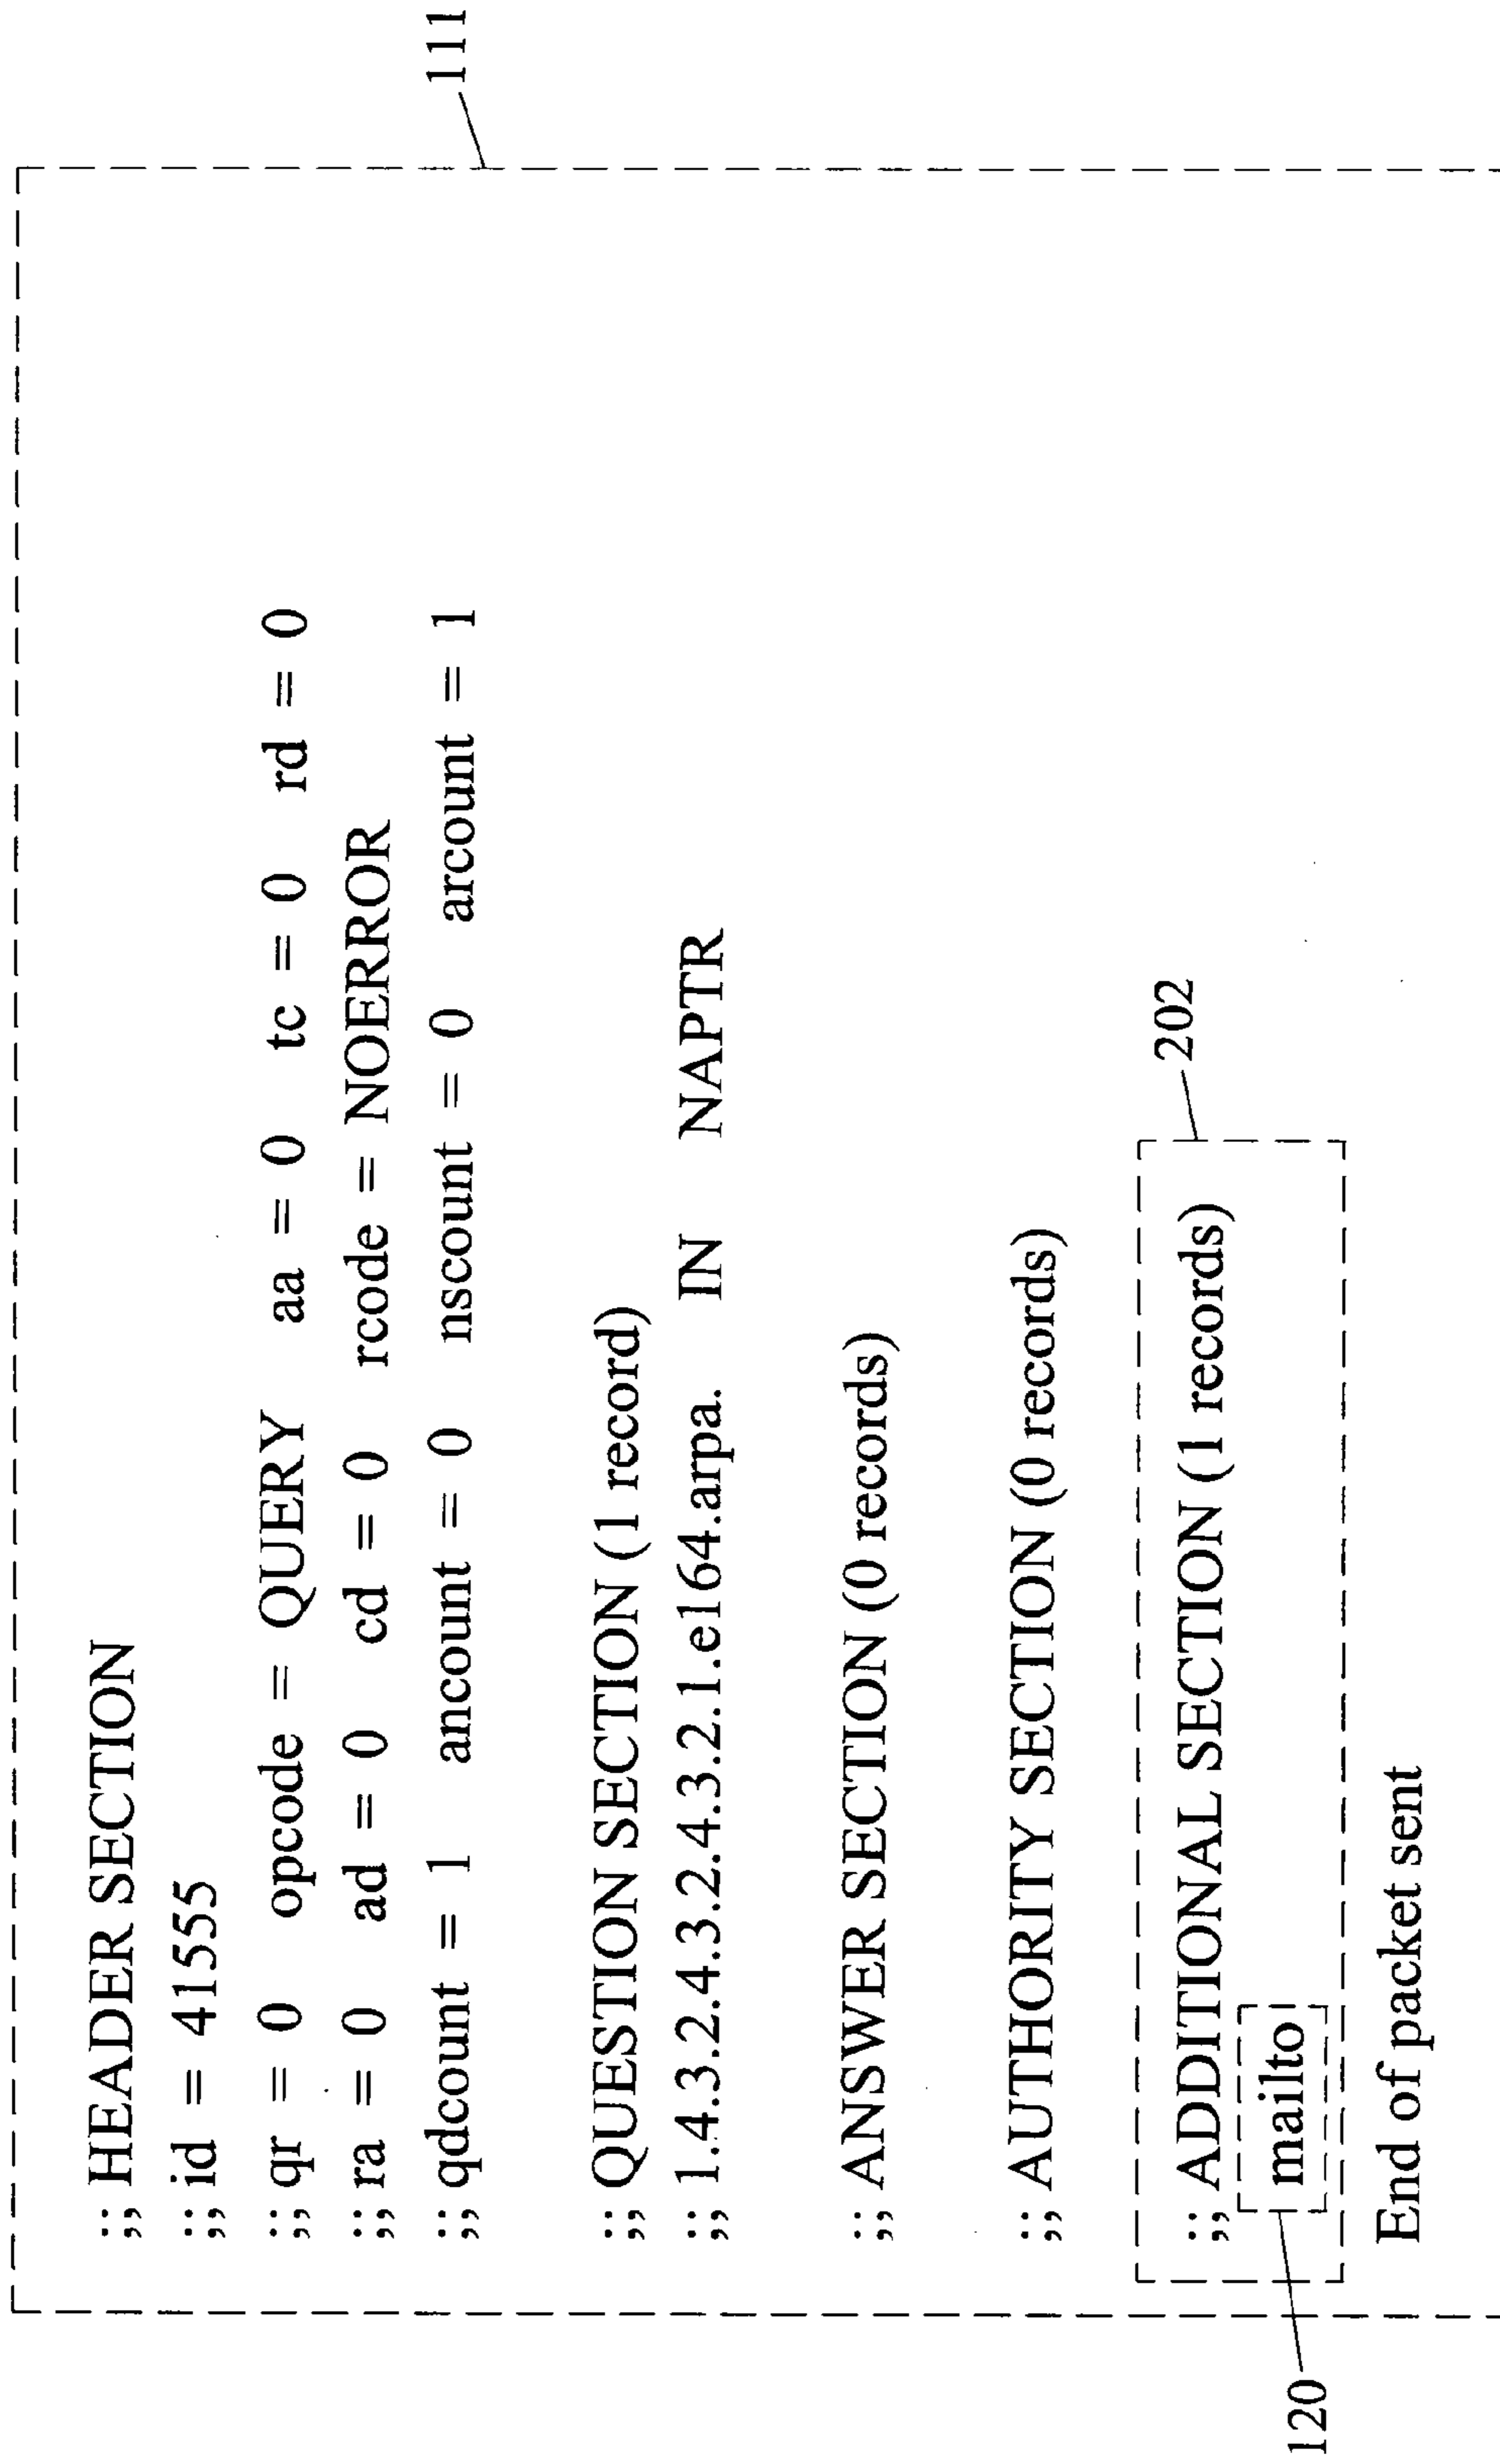 111
;; HEADER SECTION
;; id = 41555
;; qr = 0 opcode = QUERY aa = 0 tc = 0 rd = 0
;; ra = 0 ad = 0 cd = 0 rcode = NOERROR
;; qdcount = 1 ancount = 0 nscount = 0 arcount = 1
;; QUESTION SECTION (1 record)
;; 1.4.3.2.4.3.2.4.3.2.1.e164.arpa. IN NAPTR
;; ANSWER SECTION (0 records)
;; AUTHORITY SECTION (0 records)
202
;; ADDITIONAL SECTION (1 records)
120
mailto
End of packet sent